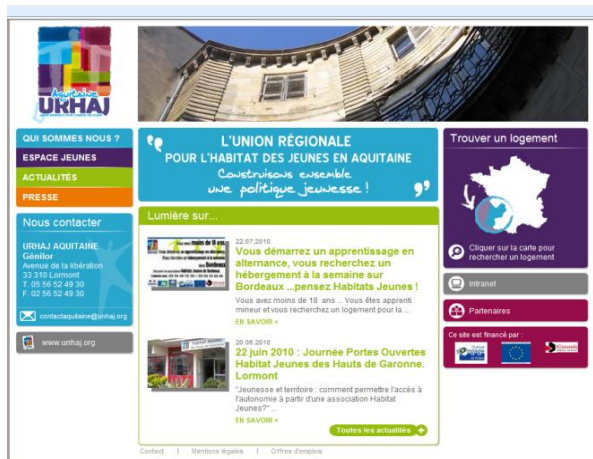 Aquitaine
URHAJ
QUI SOMMES NOUS ?
ESPACE JEUNES
ACTUALITÉS
PRESSE
Nous contacter
URHAJ AQUITAINE
Génilor
Avenue de la libération
33 310 Lormont
T. 05 56 52 49 30
F. 02 56 52 49 30
contactaquitaine@unhaj.org
www.unhaj.org
L'UNION RÉGIONALE
POUR L'HABITAT DES JEUNES EN AQUITAINE
Construisons ensemble
une politique jeunesse !
Lumière sur...
22.07.2010
Vous démarrez un apprentissage en
alternance, vous recherchez un
hébergement à la semaine sur
Bordeaux ...pensez Habitats Jeunes !
Vous avez moins de 18 ans ... Vous êtes apprenti
mineur et vous recherchez un logement pour la ...
EN SAVOIR +
20.06.2010
22 juin 2010 : Journée Portes Ouvertes
Habitat Jeunes des Hauts de Garonne.
Lormont
"Jeunesse et territoire : comment permettre l'accès à
l'autonomie à partir d'une association Habitat
Jeunes?" ...
EN SAVOIR +
Toutes les actualités
Trouver un logement
Cliquer sur la carte pour
rechercher un logement
Intranet
Partenaires
Ce site est financé par :
Gironde
Contact | Mentions légales | Offres d'emplois